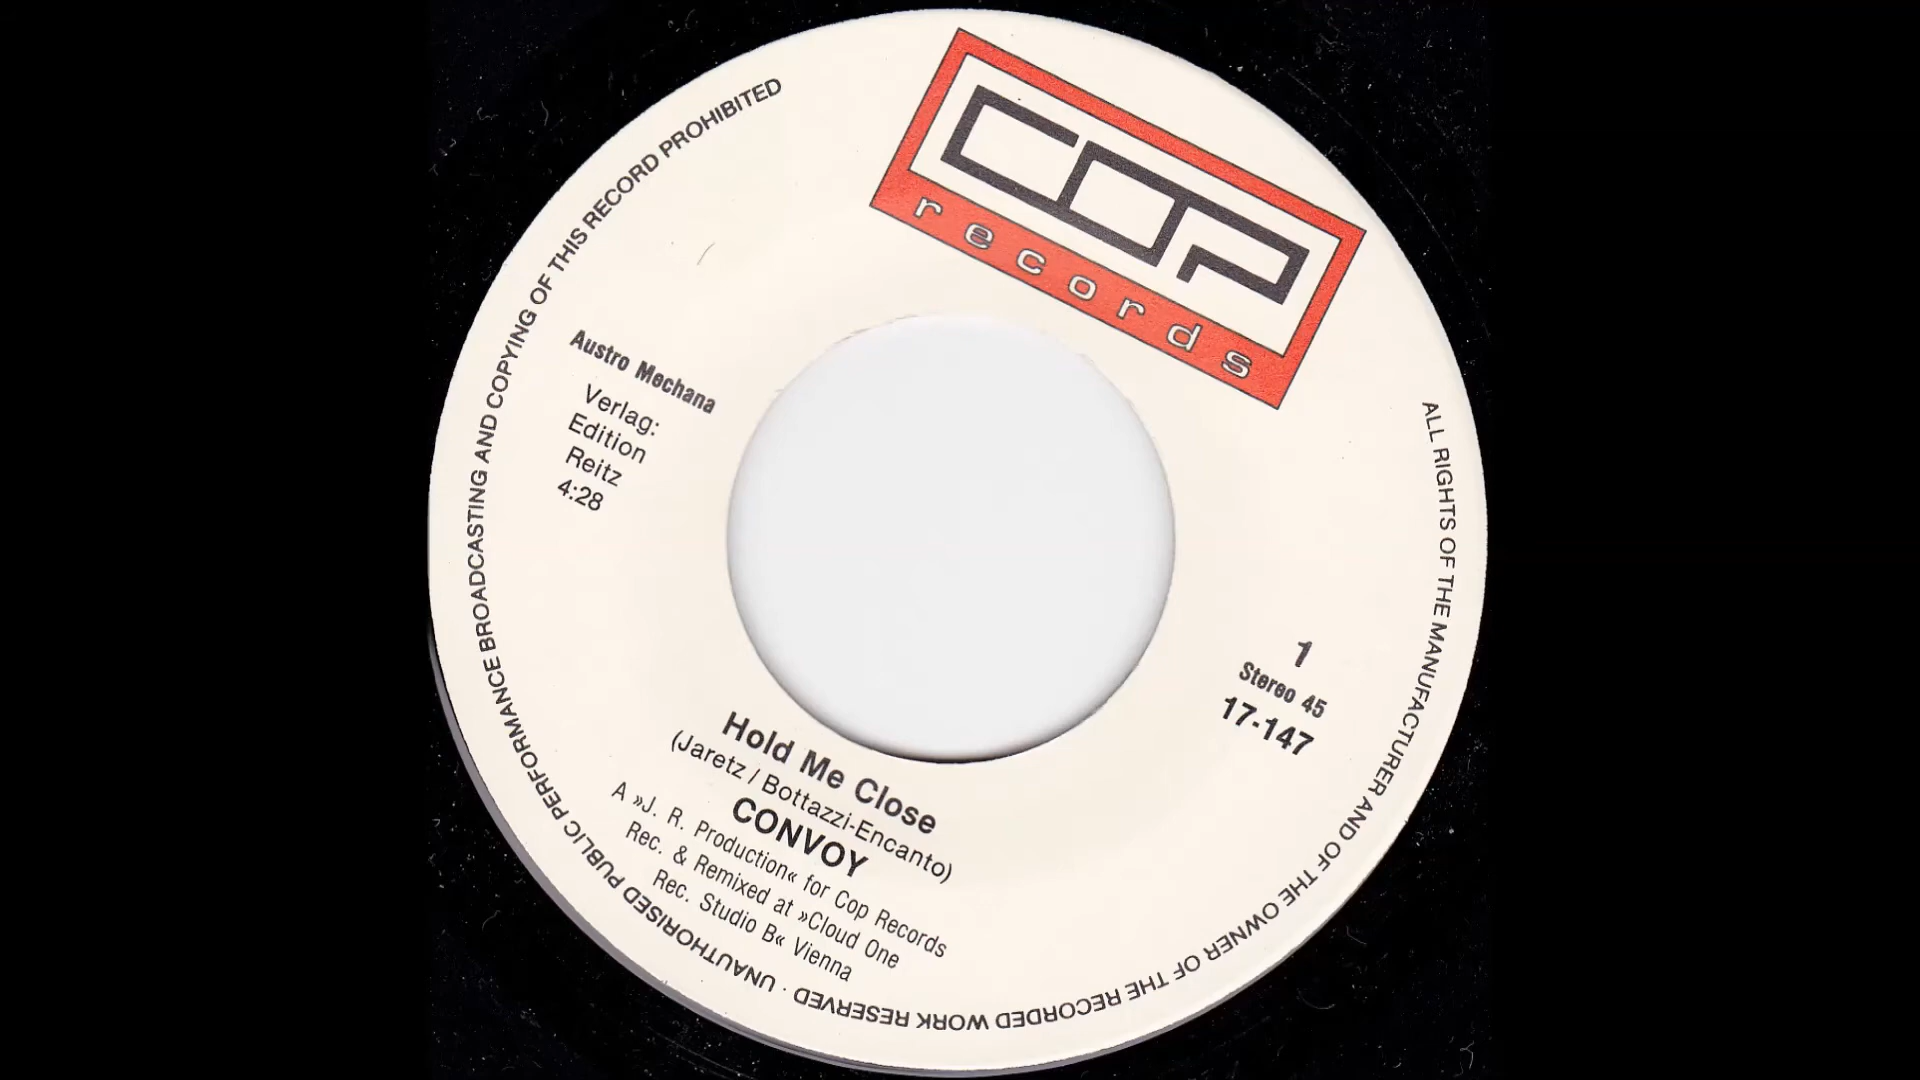 COP
records
Austro Mechana
Verlag:
Edition
Reitz
4:28
1
Stereo 45
17-147
Hold Me Close
(Jaretz / Bottazzi-Encanto)
CONVOY
A »J. R. Production« for Cop Records
Rec. & Remixed at »Cloud One
Rec. Studio B« Vienna
ALL RIGHTS OF THE MANUFACTURER AND OF THE OWNER OF THE RECORDED WORK RESERVED · UNAUTHORISED PUBLIC PERFORMANCE BROADCASTING AND COPYING OF THIS RECORD PROHIBITED